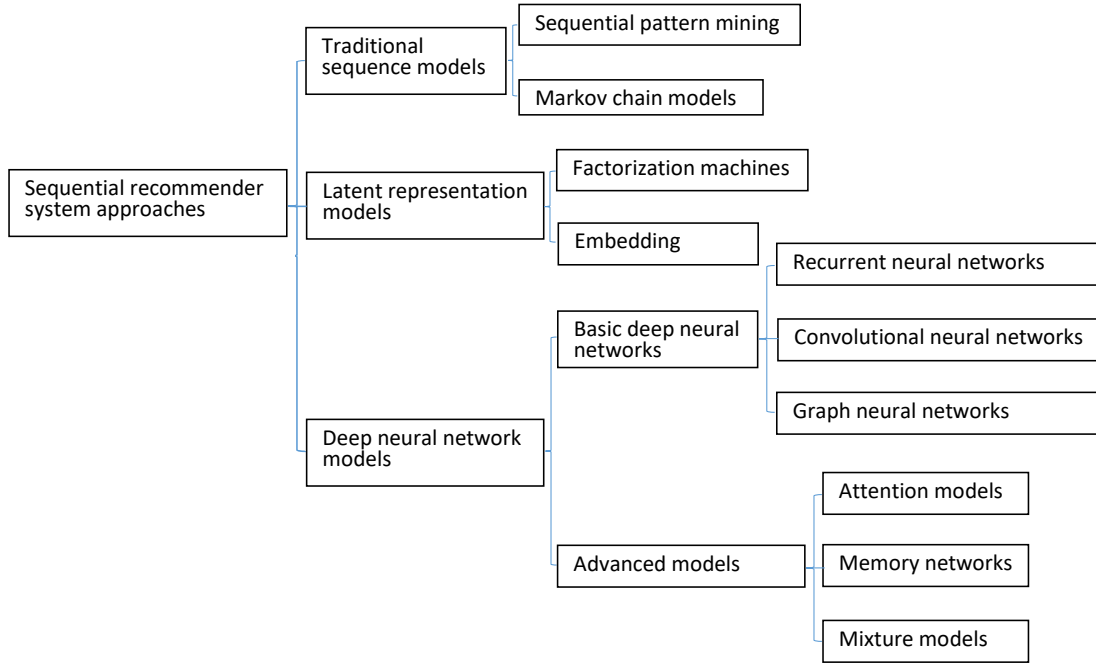 Sequential recommender
system approaches
Traditional
sequence models
Sequential pattern mining
Markov chain models
Latent representation
models
Factorization machines
Embedding
Deep neural network
models
Basic deep neural
networks
Recurrent neural networks
Convolutional neural networks
Graph neural networks
Advanced models
Attention models
Memory networks
Mixture models